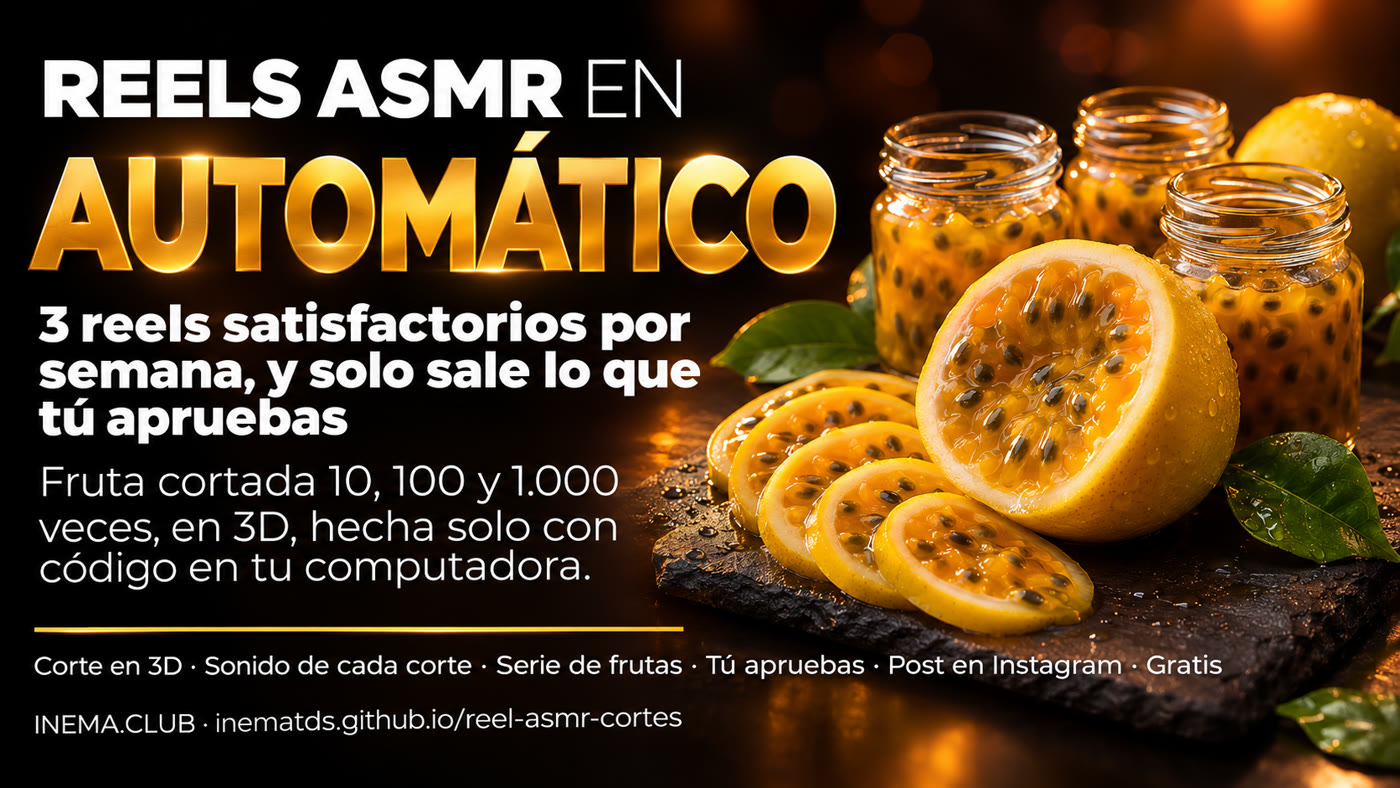 REELS ASMR EN
AUTOMÁTICO
3 reels satisfactorios por
semana, y solo sale lo que
tú apruebas
Fruta cortada 10, 100 y 1.000
veces, en 3D, hecha solo con
código en tu computadora.
Corte en 3D · Sonido de cada corte · Serie de frutas · Tú apruebas · Post en Instagram · Gratis
INEMA.CLUB · inematds.github.io/reel-asmr-cortes